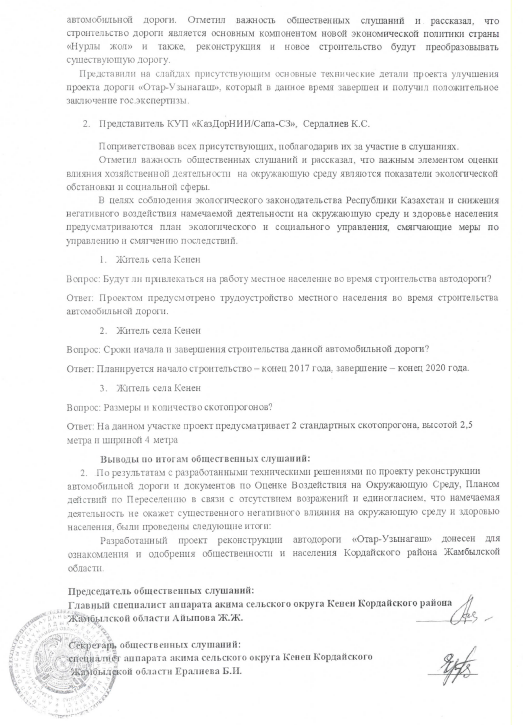 автомобильной дороги. Отметил важность общественных слушаний и рассказал, что
строительство дороги является основным компонентом новой экономической политики страны
«Нурлы жол» и также, реконструкция и новое строительство будут преобразовывать
существующую дорогу.
Представили на слайдах присутствующим основные технические детали проекта улучшения
проекта дороги «Отар-Узынагаш», который в данное время завершен и получил положительное
заключение гос.экспертизы.
2. Представитель КУП «КазДорНИИ/Сапа-СЗ», Сердалиев К.С.
Поприветствовав всех присутствующих, поблагодарив их за участие в слушаниях.
Отметил важность общественных слушаний и рассказал, что важным элементом оценки
влияния хозяйственной деятельности на окружающую среду являются показатели экологической
обстановки и социальной сферы.
В целях соблюдения экологического законодательства Республики Казахстан и снижения
негативного воздействия намечаемой деятельности на окружающую среду и здоровье населения
предусматриваются план экологического и социального управления, смягчающие меры по
управлению и смягчению последствий.
1. Житель села Кенен
Вопрос: Будут ли привлекаться на работу местное население во время строительства автодороги?
Ответ: Проектом предусмотрено трудоустройство местного населения во время строительства
автомобильной дороги.
2. Житель села Кенен
Вопрос: Сроки начала и завершения строительства данной автомобильной дороги?
Ответ: Планируется начало строительство – конец 2017 года, завершение – конец 2020 года.
3. Житель села Кенен
Вопрос: Размеры и количество скотопрогонов?
Ответ: На данном участке проект предусматривает 2 стандартных скотопрогона, высотой 2,5
метра и шириной 4 метра
Выводы по итогам общественных слушаний:
2. По результатам с разработанными техническими решениями по проекту реконструкции
автомобильной дороги и документов по Оценке Воздействия на Окружающую Среду, Планом
действий по Переселению в связи с отсутствием возражений и единогласием, что намечаемая
деятельность не окажет существенного негативного влияния на окружающую среду и здоровью
населения, были проведены следующие итоги:
Разработанный проект реконструкции автодороги «Отар-Узынагаш» донесен для
ознакомления и одобрения общественности и населения Кордайского района Жамбылской
области.
Председатель общественных слушаний:
Главный специалист аппарата акима сельского округа Кенен Кордайского района
Жамбылской области Айыпова Ж.Ж.
Секретарь общественных слушаний:
специалист аппарата акима сельского округа Кенен Кордайского
Жамбылской области Ералиева Б.Н.